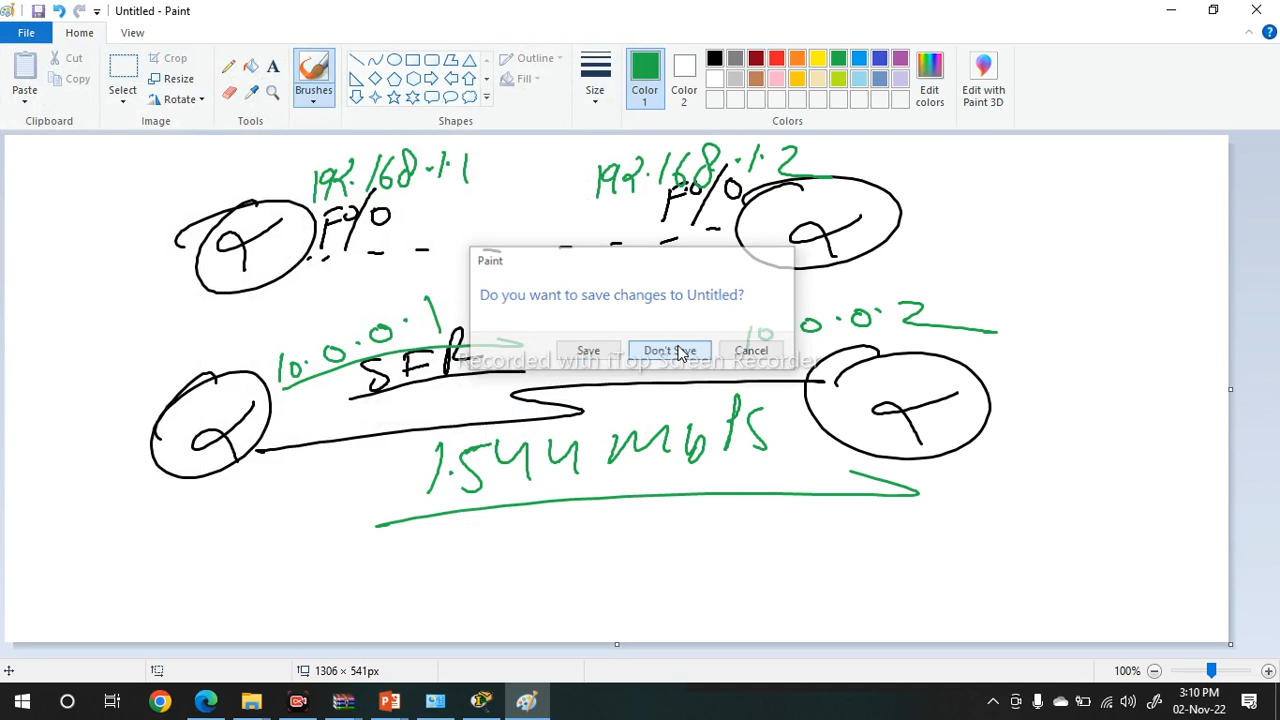 Untitled - Paint
File Home View
Paste
Cut
Copy
Clipboard
Select
Crop
Resize
Rotate
Image
A
Tools
Brushes
Shapes
Outline
Fill
Size
Color 1
Color 2
Edit colors
Edit with Paint 3D
Colors
192.168.1.1
192.168.1.2
F0/0
F0/0
Paint
Do you want to save changes to Untitled?
Save Don't Save Cancel
Recorded with iTop Screen Recorder
10.0.0.1
10.0.0.2
SER
1.544 mbps
1306 × 541px
100%
3:10 PM
02-Nov-22